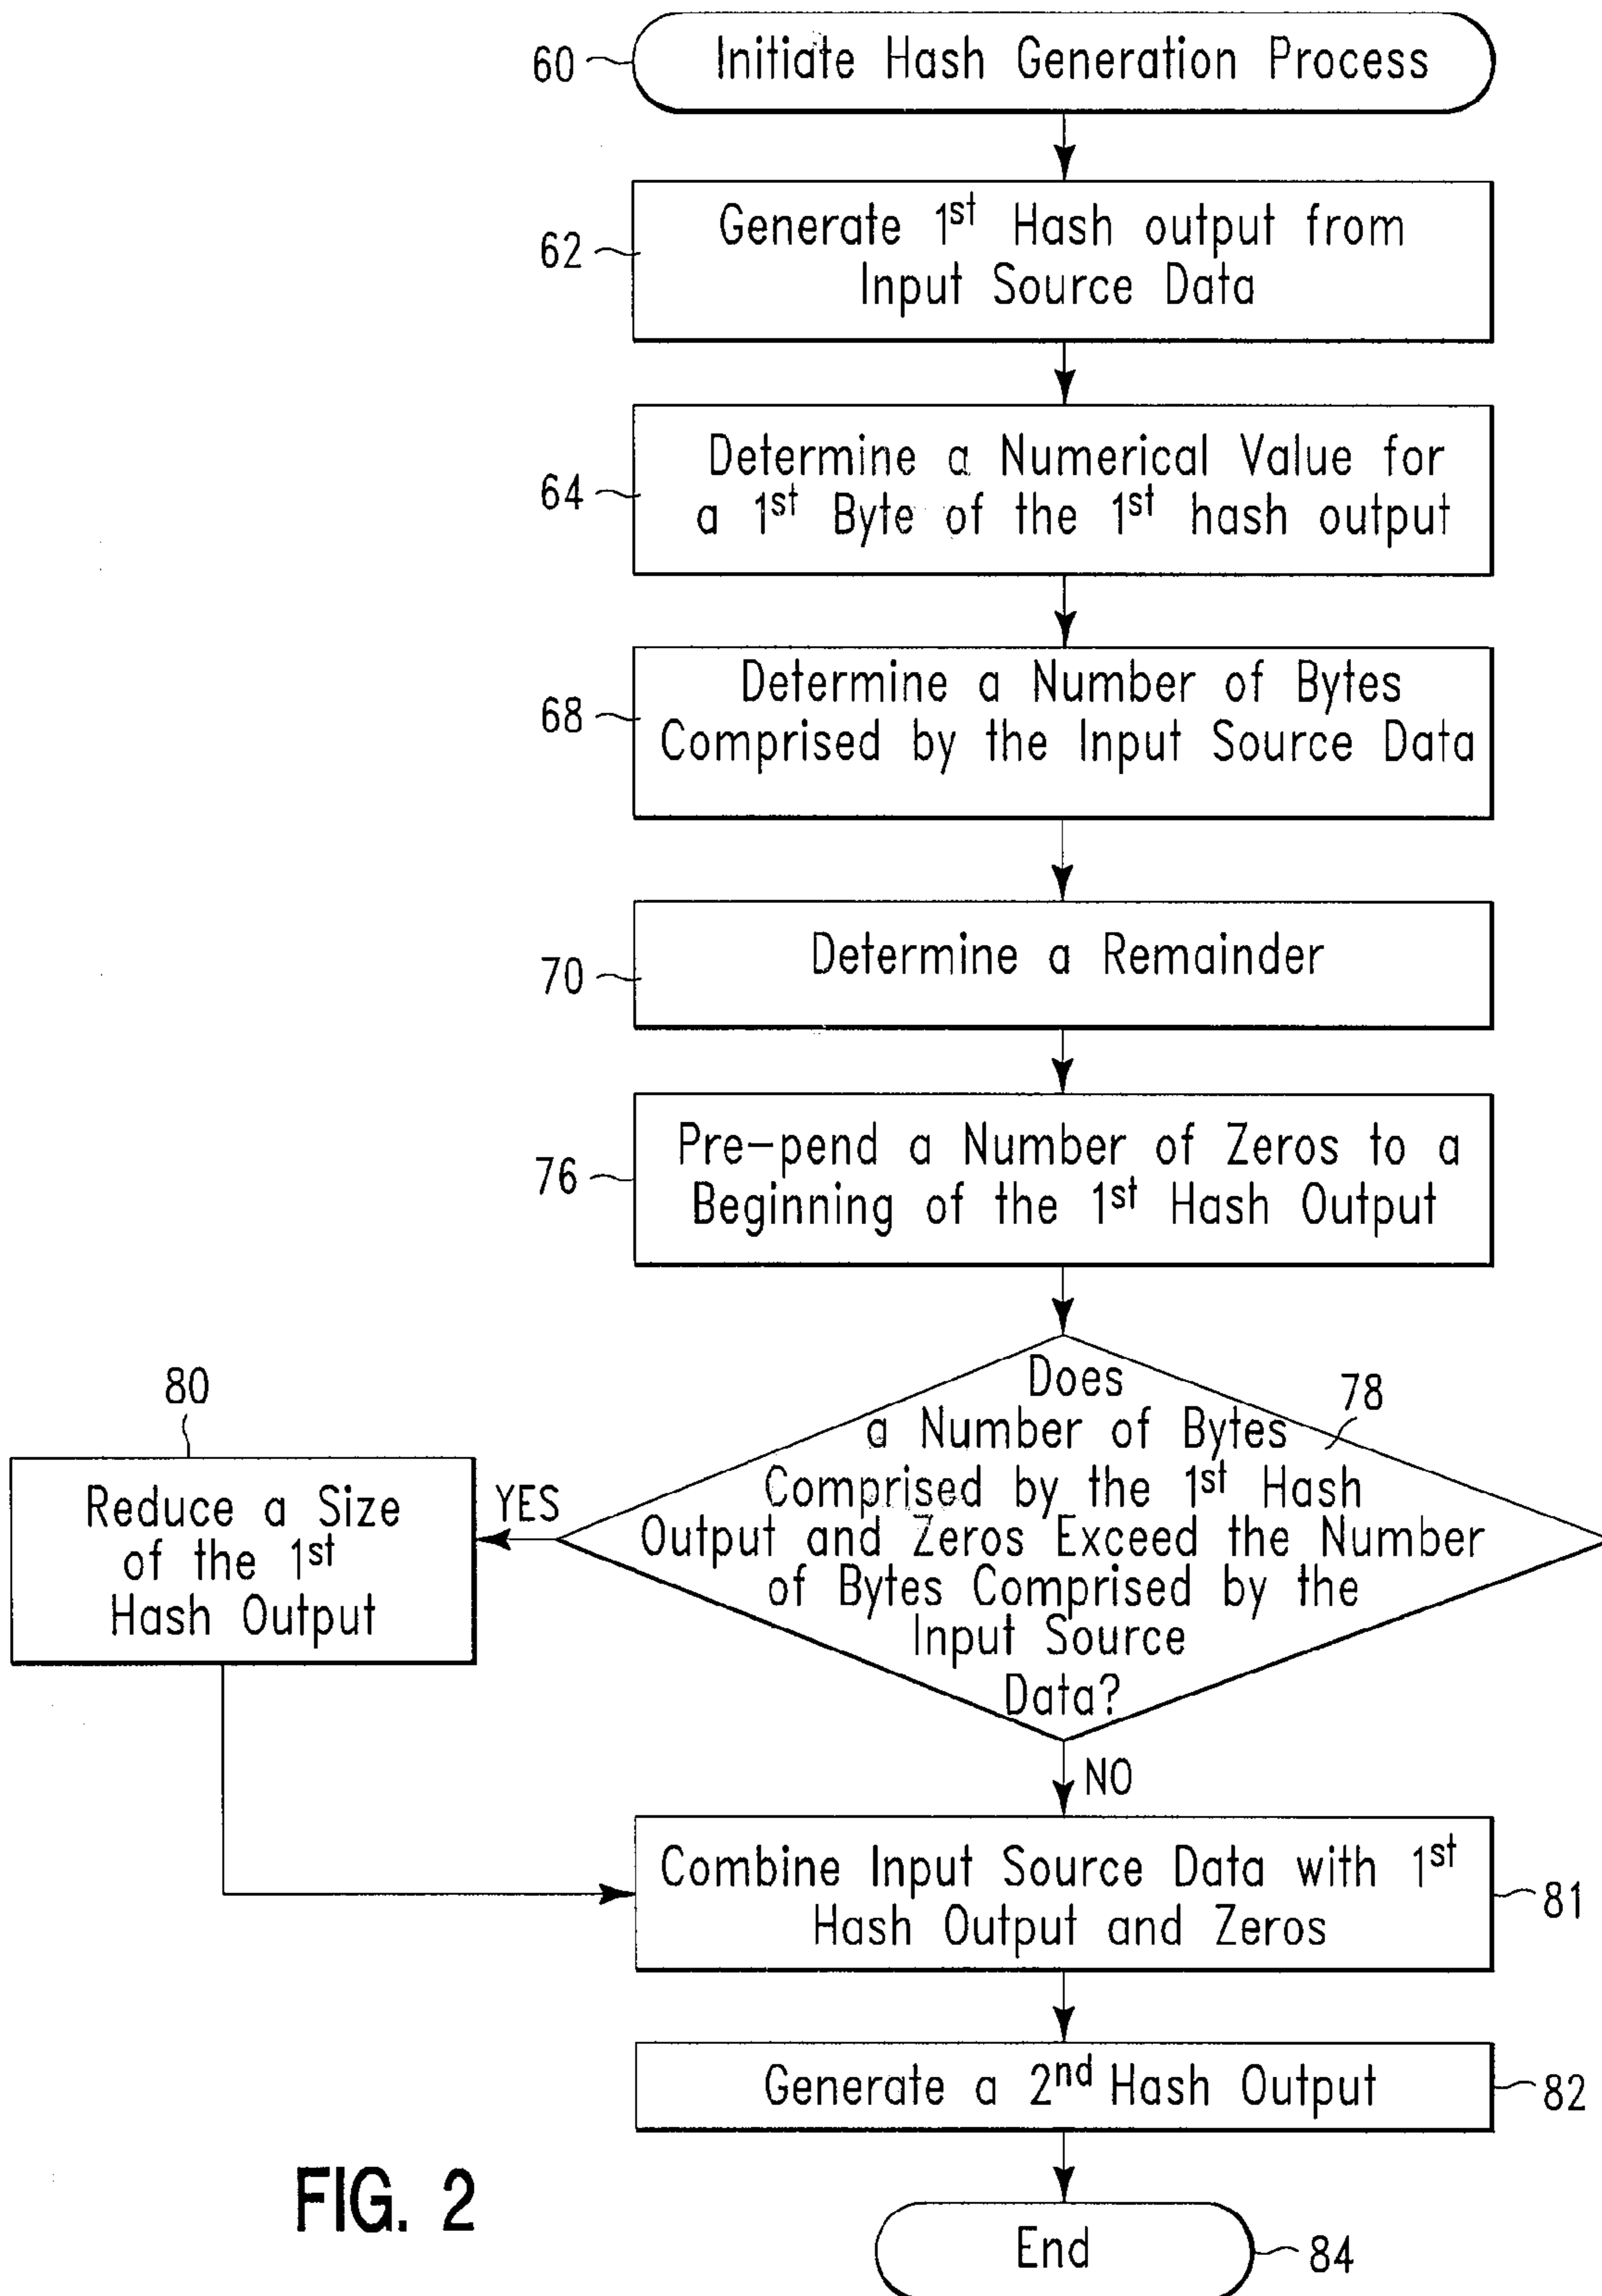 60
Initiate Hash Generation Process
62
Generate 1st Hash output from
Input Source Data
64
Determine a Numerical Value for
a 1st Byte of the 1st hash output
68
Determine a Number of Bytes
Comprised by the Input Source Data
70
Determine a Remainder
76
Pre-pend a Number of Zeros to a
Beginning of the 1st Hash Output
78
Does
a Number of Bytes
Comprised by the 1st Hash
Output and Zeros Exceed the Number
of Bytes Comprised by the
Input Source
Data?
YES
80
Reduce a Size
of the 1st
Hash Output
NO
Combine Input Source Data with 1st
Hash Output and Zeros
81
Generate a 2nd Hash Output
82
End
84
FIG. 2